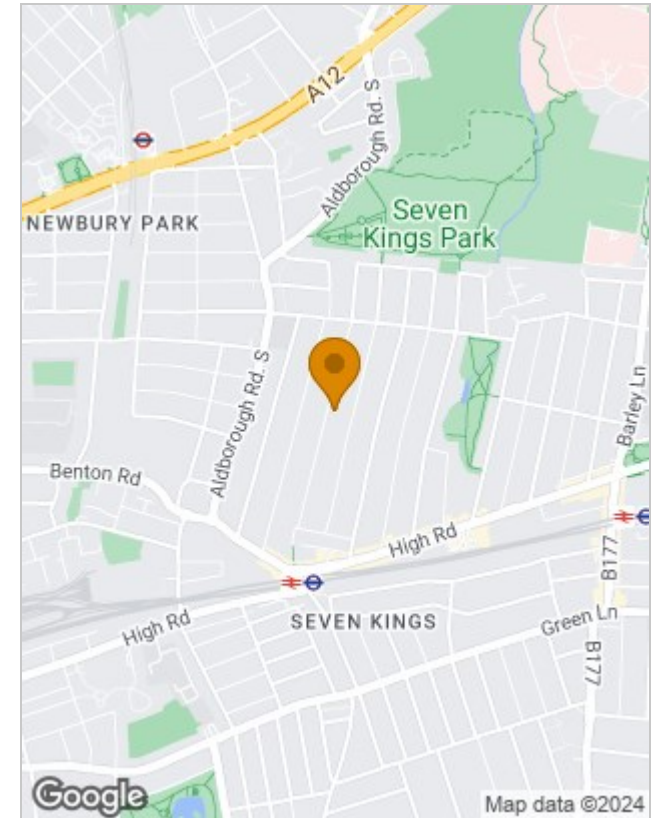 A12
Aldborough Rd. S
NEWBURY PARK
Seven
Kings Park
Aldborough Rd. S
Barley Ln
Benton Rd
High Rd
B177
SEVEN KINGS
High Rd
Green Ln
B177
Google
Map data ©2024